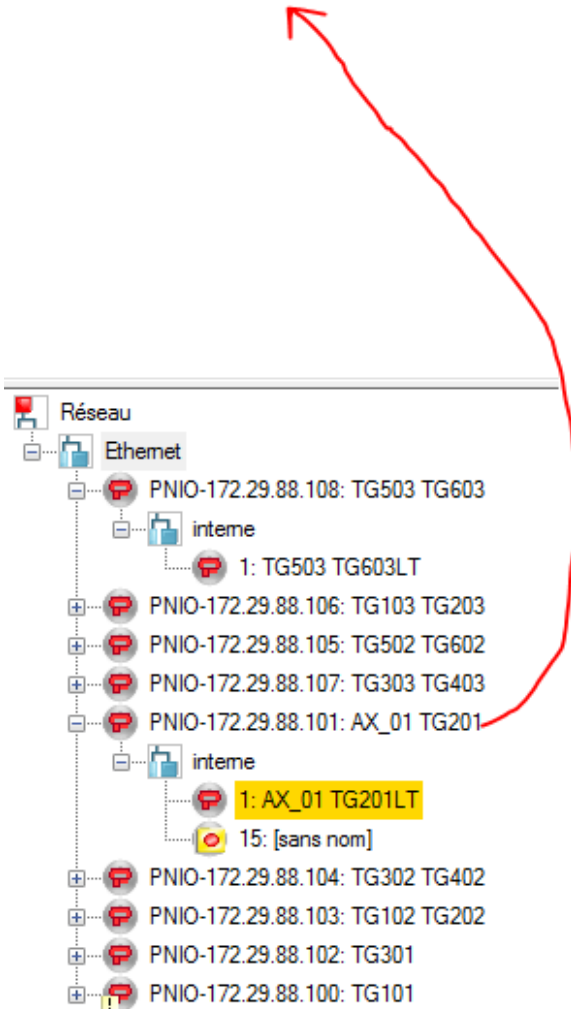 Réseau
Ethernet
PNIO-172.29.88.108: TG503 TG603
interne
1: TG503 TG603LT
PNIO-172.29.88.106: TG103 TG203
PNIO-172.29.88.105: TG502 TG602
PNIO-172.29.88.107: TG303 TG403
PNIO-172.29.88.101: AX_01 TG201
interne
1: AX_01 TG201LT
15: [sans nom]
PNIO-172.29.88.104: TG302 TG402
PNIO-172.29.88.103: TG102 TG202
PNIO-172.29.88.102: TG301
PNIO-172.29.88.100: TG101